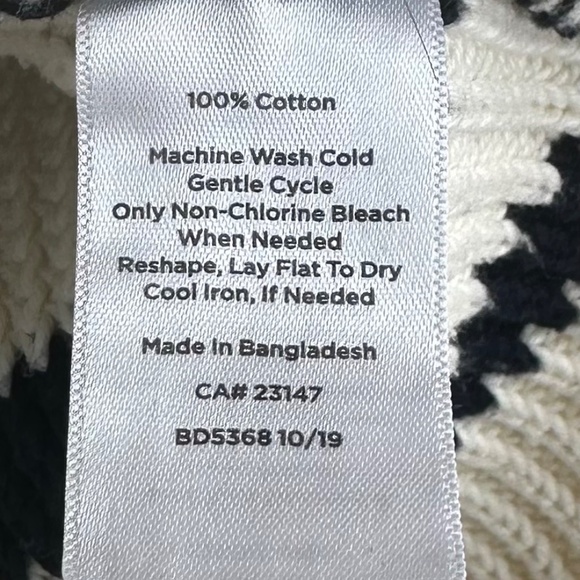 100% Cotton
Machine Wash Cold
Gentle Cycle
Only Non-Chlorine Bleach
When Needed
Reshape, Lay Flat To Dry
Cool Iron, If Needed
Made In Bangladesh
CA# 23147
BD5368 10/19